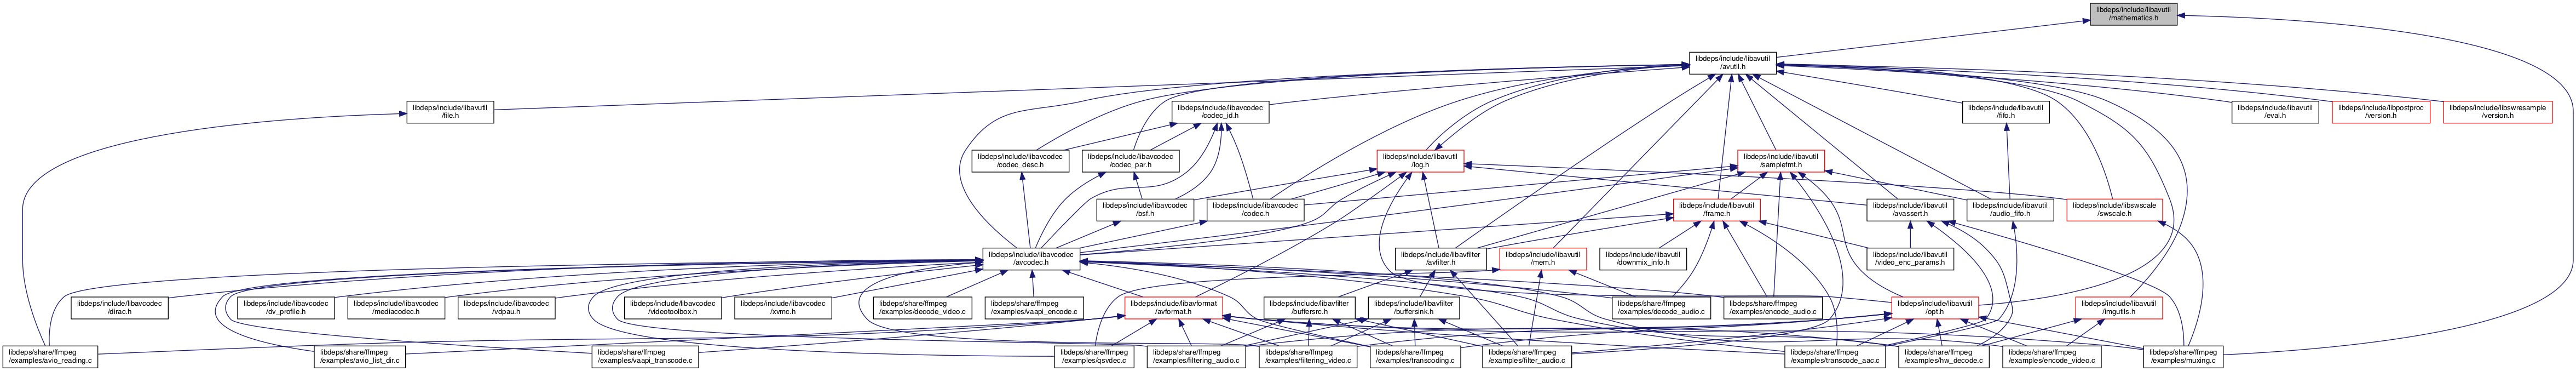 libdeps/include/libavutil
/mathematics.h
libdeps/include/libavutil
/avutil.h
libdeps/include/libavutil
/file.h
libdeps/include/libavcodec
/codec_id.h
libdeps/include/libavutil
/fifo.h
libdeps/include/libavutil
/eval.h
libdeps/include/libpostproc
/version.h
libdeps/include/libswresample
/version.h
libdeps/include/libavcodec
/codec_desc.h
libdeps/include/libavcodec
/codec_par.h
libdeps/include/libavutil
/log.h
libdeps/include/libavutil
/samplefmt.h
libdeps/include/libavcodec
/bsf.h
libdeps/include/libavcodec
/codec.h
libdeps/include/libavutil
/frame.h
libdeps/include/libavutil
/avassert.h
libdeps/include/libavutil
/audio_fifo.h
libdeps/include/libswscale
/swscale.h
libdeps/include/libavcodec
/avcodec.h
libdeps/include/libavfilter
/avfilter.h
libdeps/include/libavutil
/mem.h
libdeps/include/libavutil
/downmix_info.h
libdeps/include/libavutil
/video_enc_params.h
libdeps/include/libavcodec
/dirac.h
libdeps/include/libavcodec
/dv_profile.h
libdeps/include/libavcodec
/mediacodec.h
libdeps/include/libavcodec
/vdpau.h
libdeps/include/libavcodec
/videotoolbox.h
libdeps/include/libavcodec
/xvmc.h
libdeps/share/ffmpeg
/examples/decode_video.c
libdeps/share/ffmpeg
/examples/vaapi_encode.c
libdeps/include/libavformat
/avformat.h
libdeps/include/libavfilter
/buffersrc.h
libdeps/include/libavfilter
/buffersink.h
libdeps/share/ffmpeg
/examples/decode_audio.c
libdeps/share/ffmpeg
/examples/encode_audio.c
libdeps/include/libavutil
/opt.h
libdeps/include/libavutil
/imgutils.h
libdeps/share/ffmpeg
/examples/avio_reading.c
libdeps/share/ffmpeg
/examples/avio_list_dir.c
libdeps/share/ffmpeg
/examples/vaapi_transcode.c
libdeps/share/ffmpeg
/examples/qsvdec.c
libdeps/share/ffmpeg
/examples/filtering_audio.c
libdeps/share/ffmpeg
/examples/filtering_video.c
libdeps/share/ffmpeg
/examples/transcoding.c
libdeps/share/ffmpeg
/examples/filter_audio.c
libdeps/share/ffmpeg
/examples/transcode_aac.c
libdeps/share/ffmpeg
/examples/hw_decode.c
libdeps/share/ffmpeg
/examples/encode_video.c
libdeps/share/ffmpeg
/examples/muxing.c